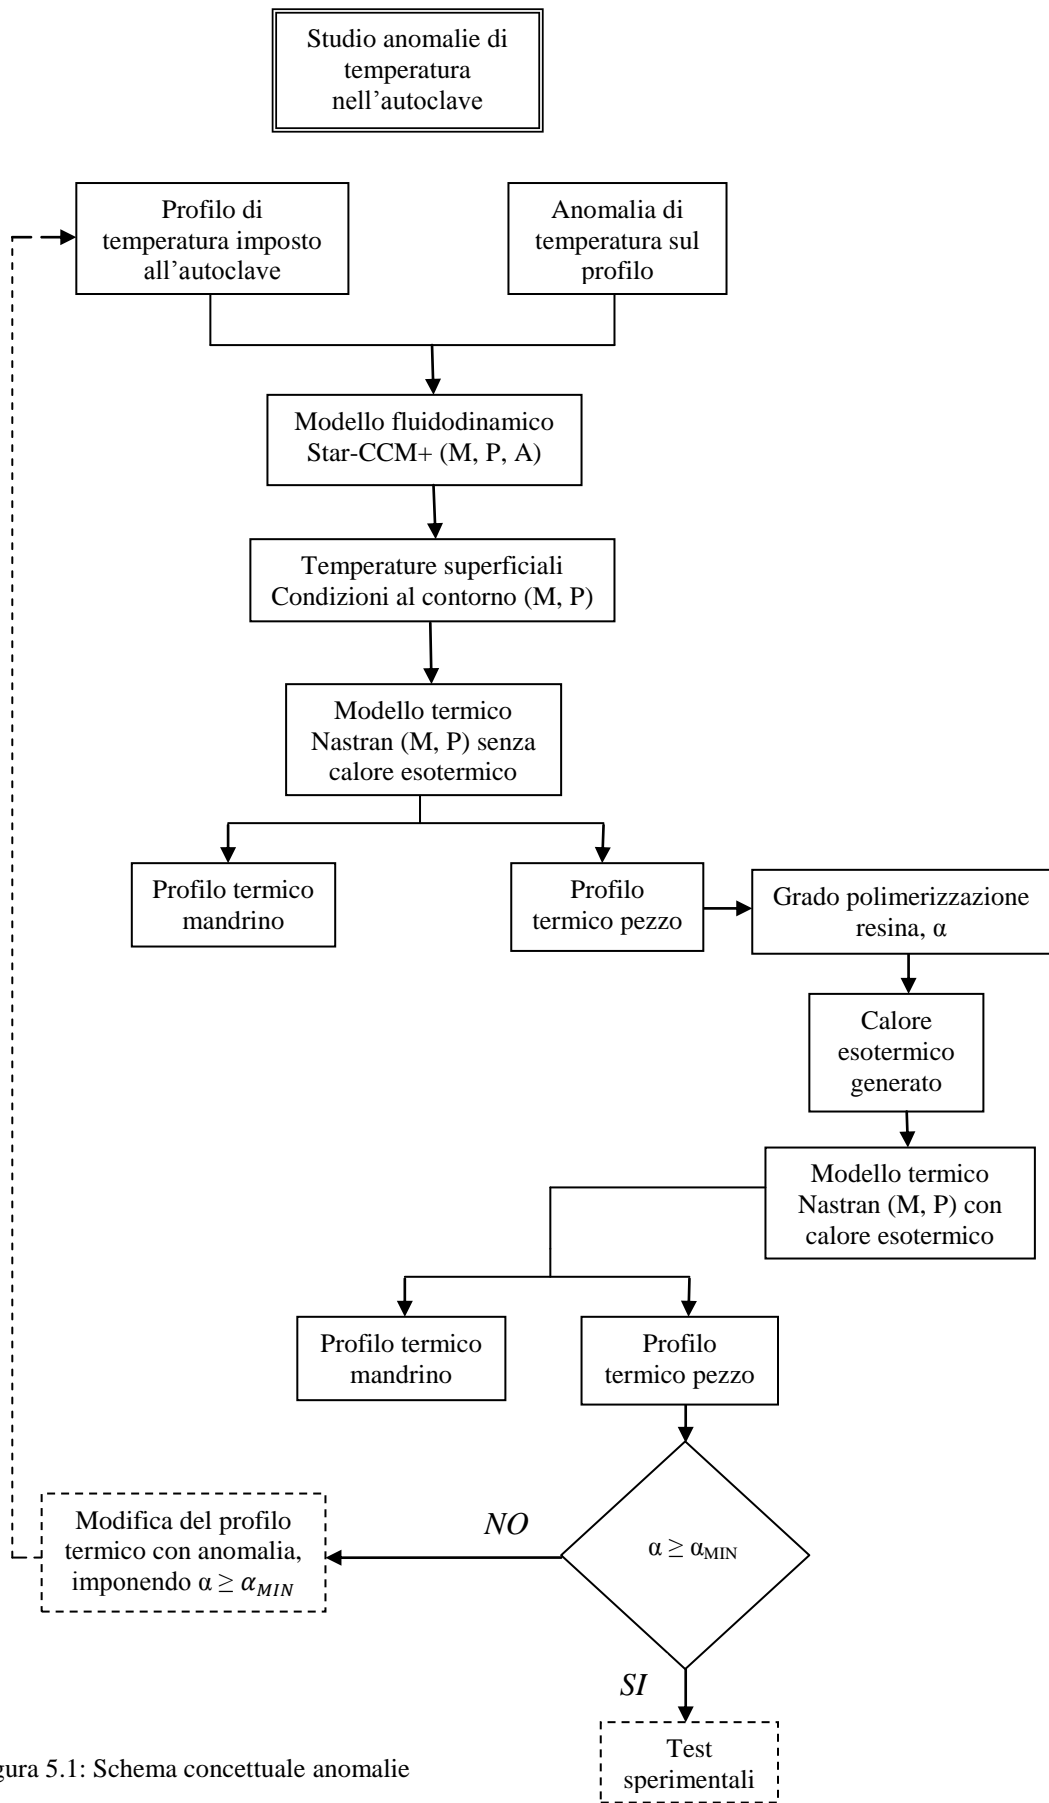 Studio anomalie di
temperatura
nell’autoclave
Profilo di
temperatura imposto
all’autoclave
Anomalia di
temperatura sul
profilo
Modello fluidodinamico
Star-CCM+ (M, P, A)
Temperature superficiali
Condizioni al contorno (M, P)
Modello termico
Nastran (M, P) senza
calore esotermico
Profilo termico
mandrino
Profilo
termico pezzo
Grado polimerizzazione
resina, α
Calore
esotermico
generato
Modello termico
Nastran (M, P) con
calore esotermico
Profilo termico
mandrino
Profilo
termico pezzo
α ≥ α_MIN
NO
Modifica del profilo
termico con anomalia,
imponendo α ≥ α_MIN
SI
Test
sperimentali
gura 5.1: Schema concettuale anomalie